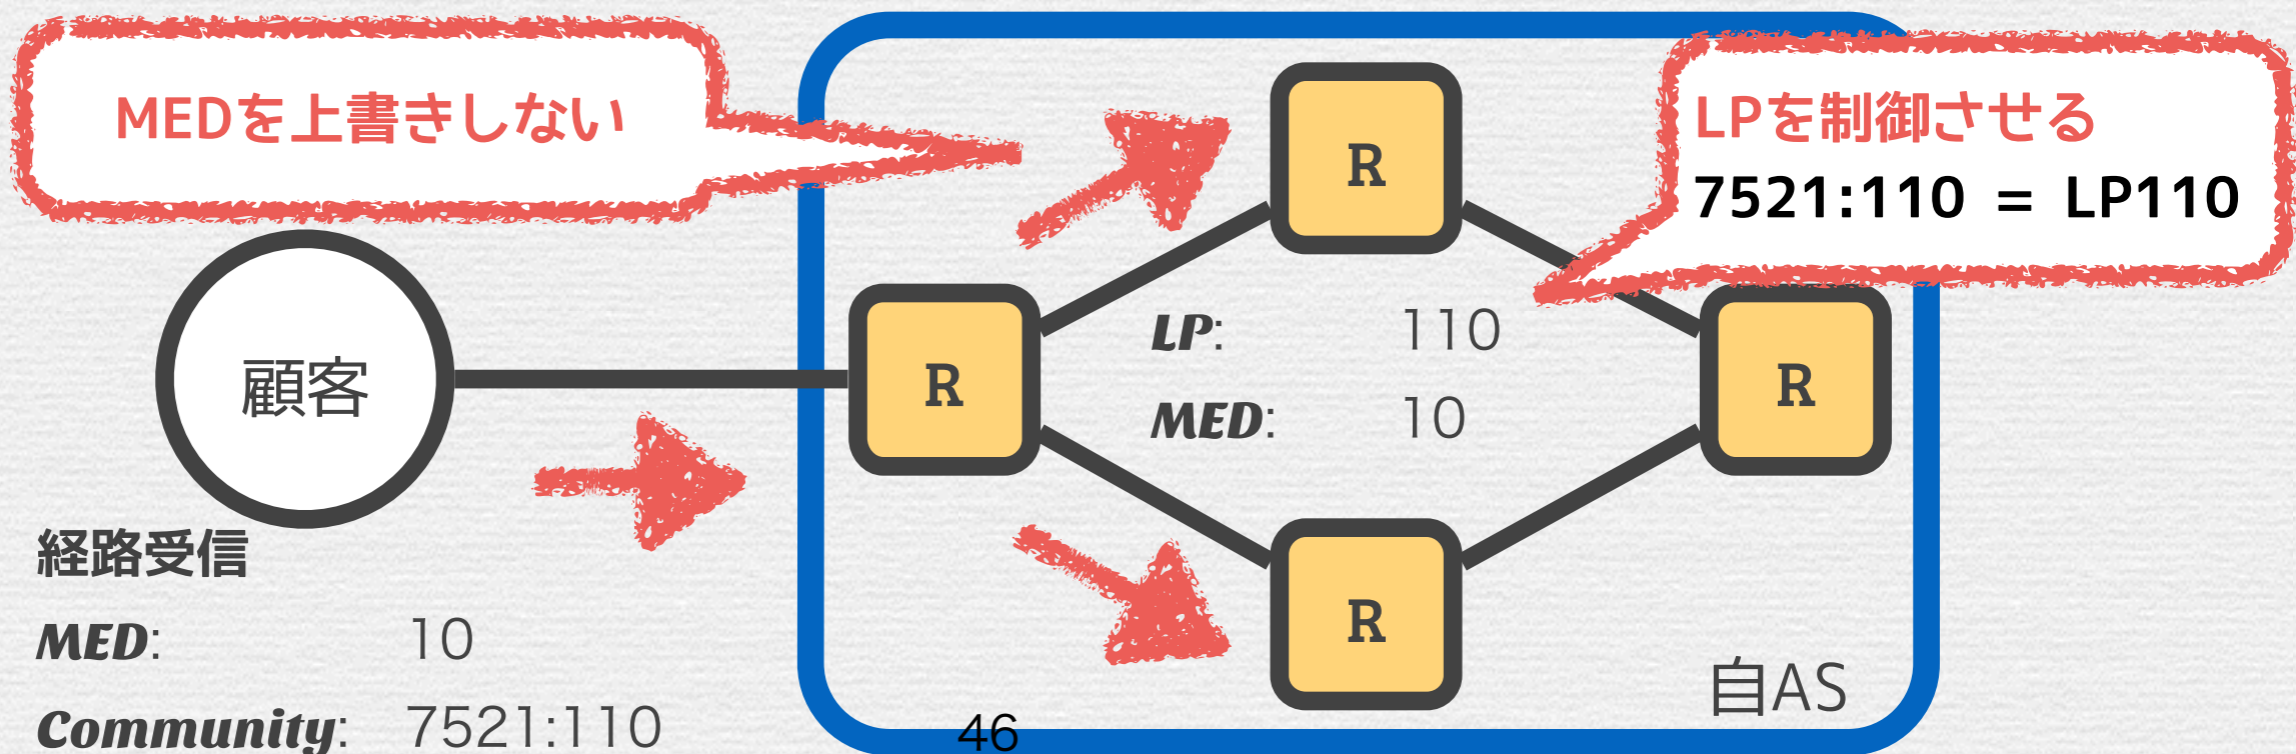 MEDを上書きしない
LPを制御させる
7521:110 = LP110
R
LP: 110
MED: 10
顧客
R
R
R
経路受信
MED: 10
Community: 7521:110
自AS
46